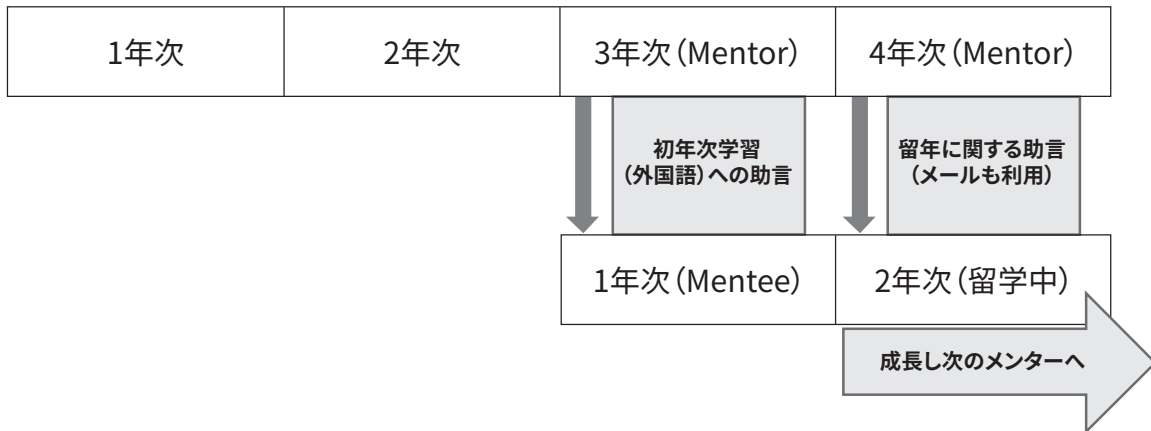 1年次
2年次
3年次（Mentor）
4年次（Mentor）
初年次学習
（外国語）への助言
留年に関する助言
（メールも利用）
1年次（Mentee）
2年次（留学中）
成長し次のメンターへ